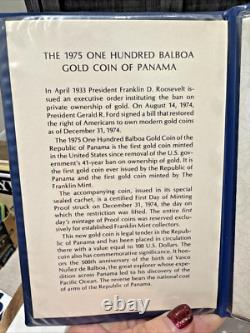 THE 1975 ONE HUNDRED BALBOA
GOLD COIN OF PANAMA
In April 1933 President Franklin D. Roosevelt is-
sued an executive order instituting the ban on
private ownership of gold. On August 14, 1974,
President Gerald R. Ford signed a bill that restored
the right of Americans to own modern gold coins
as of December 31, 1974.
The 1975 One Hundred Balboa Gold Coin of the
Republic of Panama is the first gold coin minted
in the United States since removal of the U.S. gov-
ernment's 41-year ban on ownership of gold. It is
the first gold coin ever issued by the Republic of
Panama and the first gold coin minted by The
Franklin Mint.
The accompanying coin, issued in its special
sealed cachet, is a certified First Day of Minting
Proof struck on December 31, 1974, the day on
which the restriction was lifted. The entire first
day's mintage of Proof coins was reserved exclu-
sively for established Franklin Mint collectors.
This new gold coin is legal tender in the Repub-
lic of Panama and has been placed in circulation
there with a value equal to 100 U.S. Dollars. The
coin also has commemorative significance. It hon-
ors the 500th anniversary of the birth of Vasco
Nuñez de Balboa, the great explorer whose expe-
dition across Panama led to his discovery of the
Pacific Ocean. The reverse bears the national coat
of arms of the Republic of Panama.
© 1974 FM